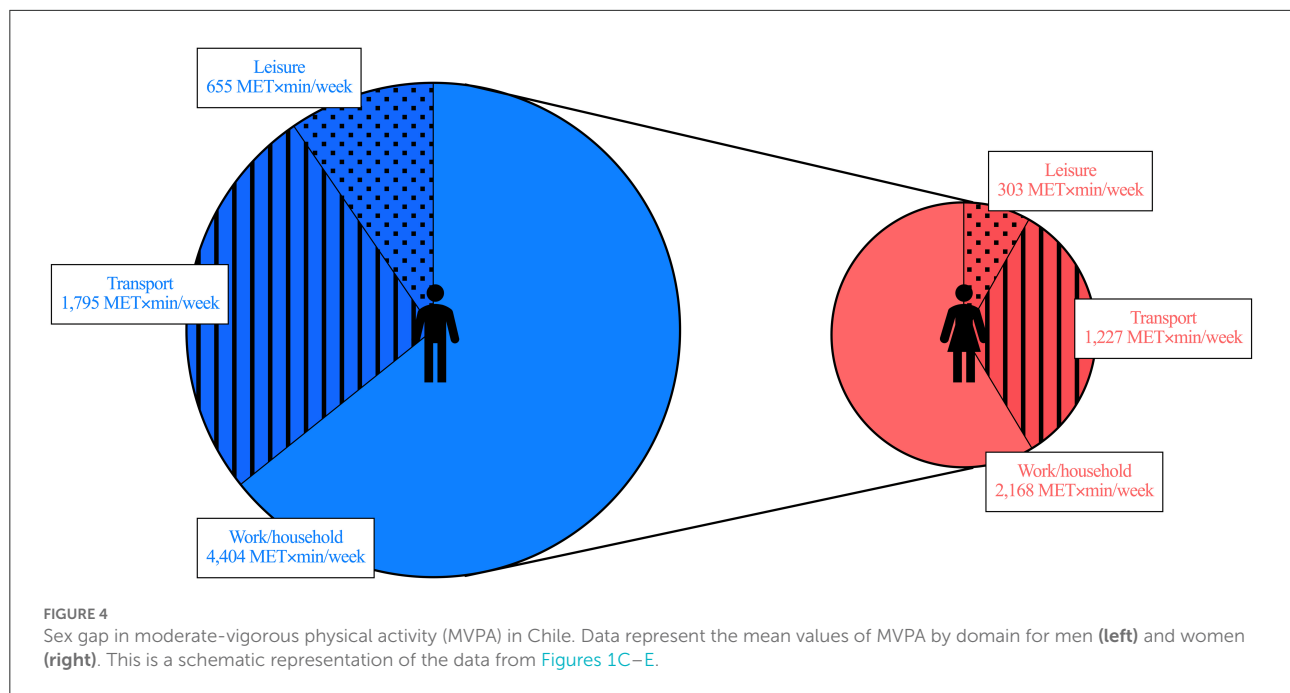 Leisure
655 MET×min/week
Transport
1,795 MET×min/week
Work/household
4,404 MET×min/week
Leisure
303 MET×min/week
Transport
1,227 MET×min/week
Work/household
2,168 MET×min/week
FIGURE 4
Sex gap in moderate-vigorous physical activity (MVPA) in Chile. Data represent the mean values of MVPA by domain for men (left) and women
(right). This is a schematic representation of the data from Figures 1C–E.